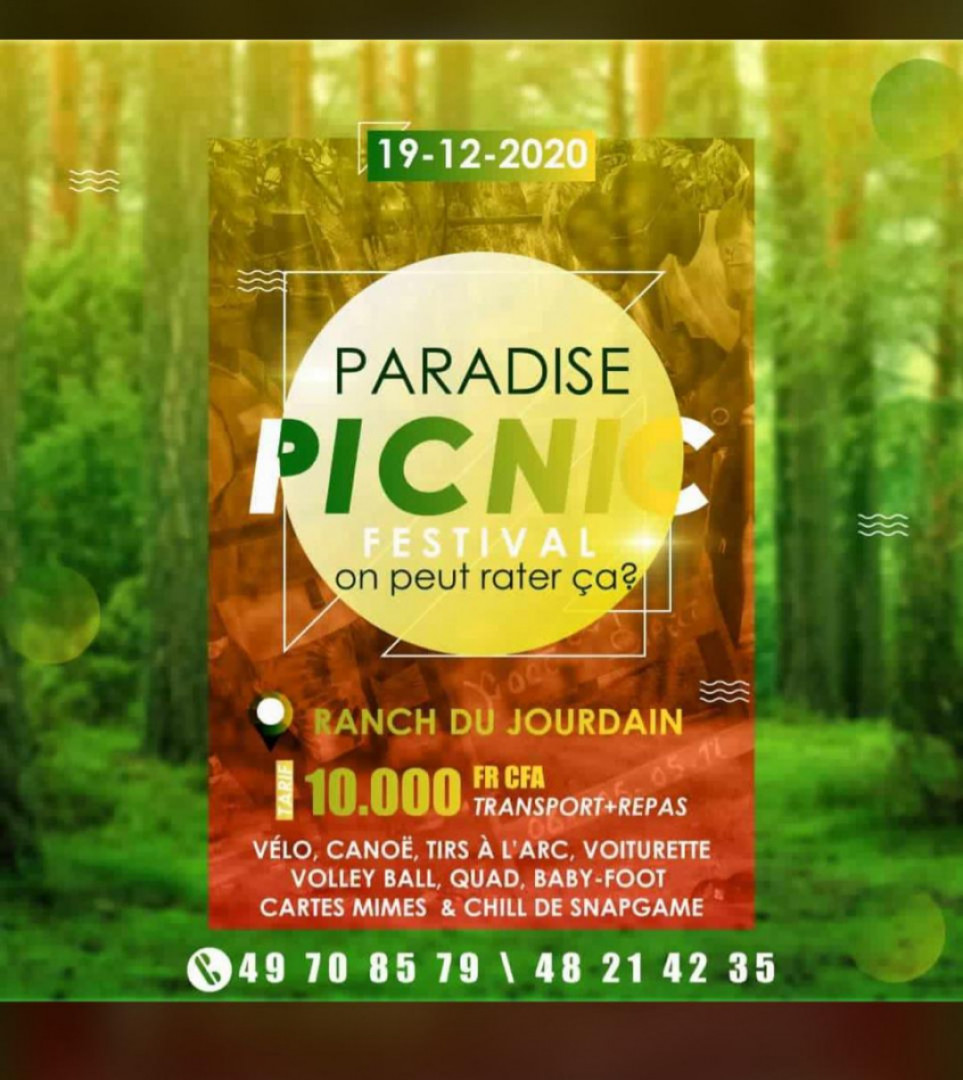 19-12-2020
PARADISE
PICNIC
FESTIVAL
on peut rater ça?
RANCH DU JOURDAIN
TARIF
10.000 FR CFA
TRANSPORT+REPAS
VÉLO, CANOË, TIRS À L'ARC, VOITURETTE
VOLLEY BALL, QUAD, BABY-FOOT
CARTES MIMES & CHILL DE SNAPGAME
49 70 85 79 \ 48 21 42 35